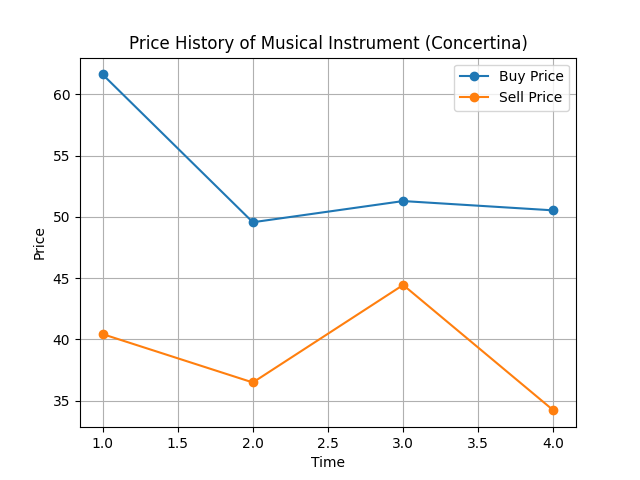 Price History of Musical Instrument (Concertina)
Buy Price
Sell Price
60
55
50
45
40
35
Price
1.0 1.5 2.0 2.5 3.0 3.5 4.0
Time